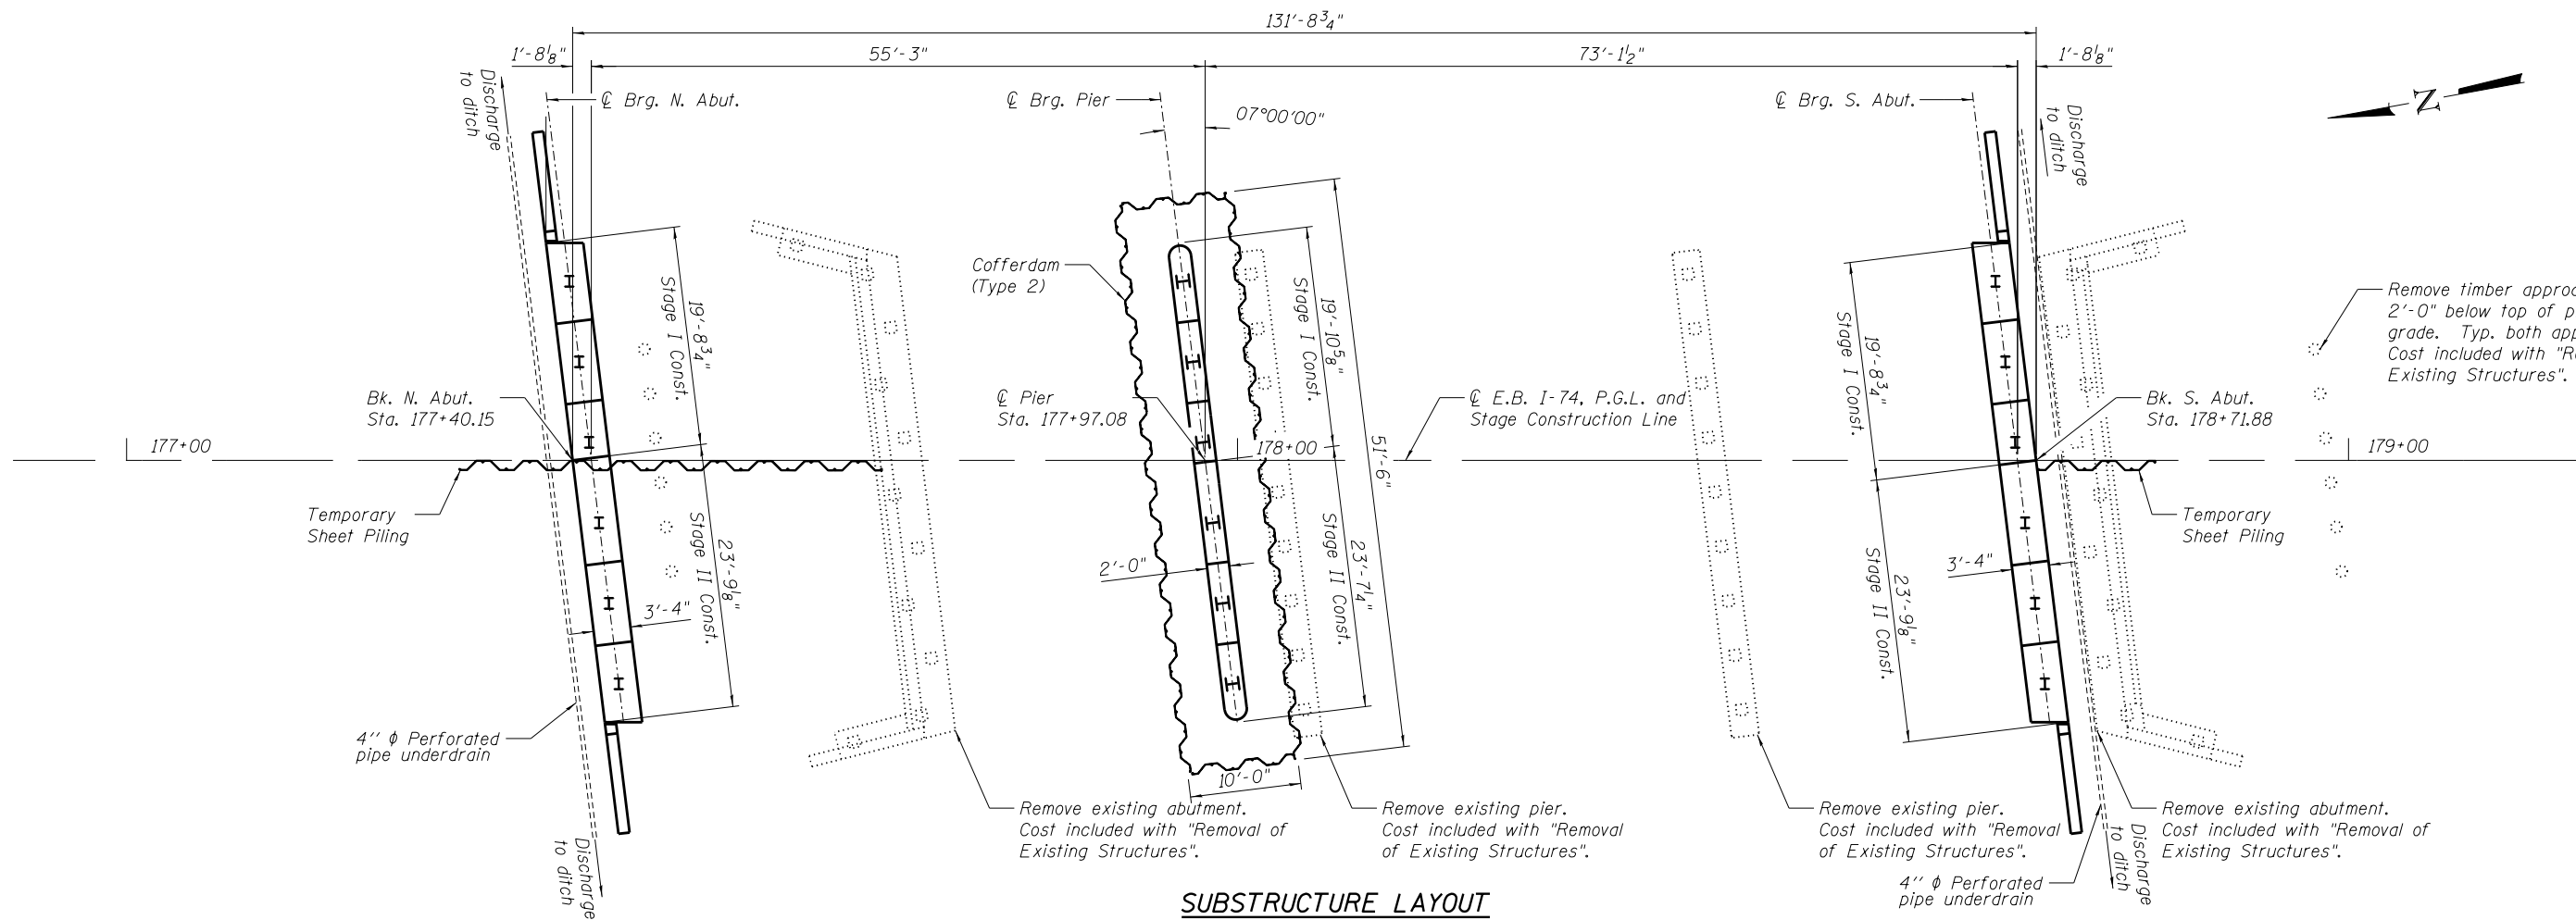 131'-8¾"
1'-8⅛"
55'-3"
73'-1½"
1'-8⅛"
Discharge
to ditch
℄ Brg. N. Abut.
℄ Brg. Pier
07°00'00"
℄ Brg. S. Abut.
Discharge
to ditch
N
Cofferdam
(Type 2)
19'-8¾"
Stage I Const.
19'-10⅝"
Stage I Const.
19'-8¾"
Stage I Const.
Remove timber
2'-0" below top of
grade. Typ. both
Cost included with
Existing Structures".
Bk. N. Abut.
Sta. 177+40.15
℄ Pier
Sta. 177+97.08
℄ E.B. I-74, P.G.L. and
Stage Construction Line
Bk. S. Abut.
Sta. 178+71.88
177+00
178+00
179+00
51'-6"
Temporary
Sheet Piling
Temporary
Sheet Piling
23'-9⅛"
Stage II Const.
2'-0"
23'-7¼"
Stage II Const.
3'-4"
23'-9⅛"
Stage II Const.
3'-4"
4" ϕ Perforated
pipe underdrain
10'-0"
Remove existing abutment.
Cost included with "Removal of
Existing Structures".
Remove existing pier.
Cost included with "Removal
of Existing Structures".
Remove existing pier.
Cost included with "Removal
of Existing Structures".
Remove existing abutment.
Cost included with "Removal of
Existing Structures".
Discharge
to ditch
4" ϕ Perforated
pipe underdrain
Discharge
to ditch
SUBSTRUCTURE LAYOUT